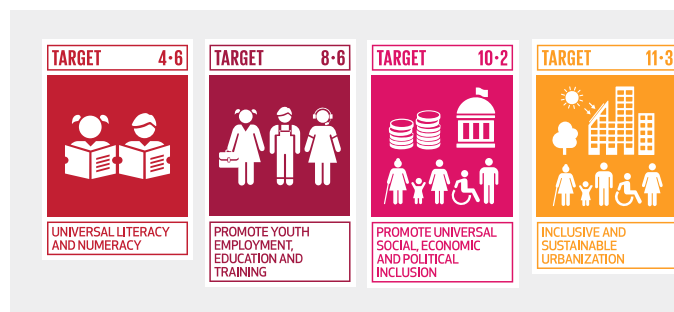 TARGET 4·6
UNIVERSAL LITERACY
AND NUMERACY
TARGET 8·6
PROMOTE YOUTH
EMPLOYMENT,
EDUCATION AND
TRAINING
TARGET 10·2
PROMOTE UNIVERSAL
SOCIAL, ECONOMIC
AND POLITICAL
INCLUSION
TARGET 11·3
INCLUSIVE AND
SUSTAINABLE
URBANIZATION